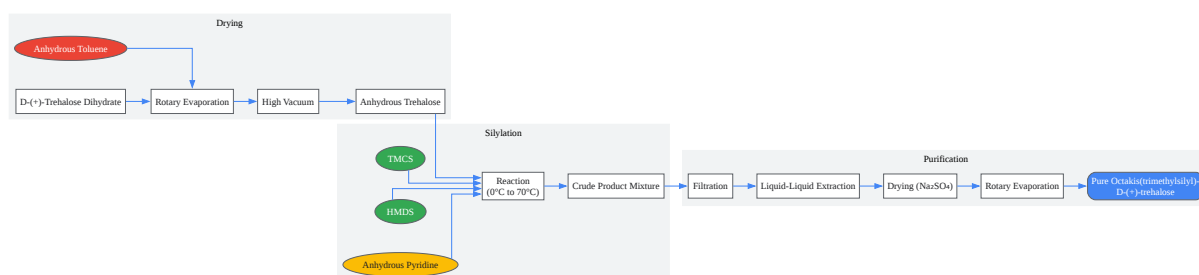 Drying
Anhydrous Toluene
D-(+)-Trehalose Dihydrate
Rotary Evaporation
High Vacuum
Anhydrous Trehalose
Silylation
TMCS
HMDS
Anhydrous Pyridine
Reaction
(0°C to 70°C)
Crude Product Mixture
Purification
Filtration
Liquid-Liquid Extraction
Drying (Na₂SO₄)
Rotary Evaporation
Pure Octakis(trimethylsilyl)-
D-(+)-trehalose